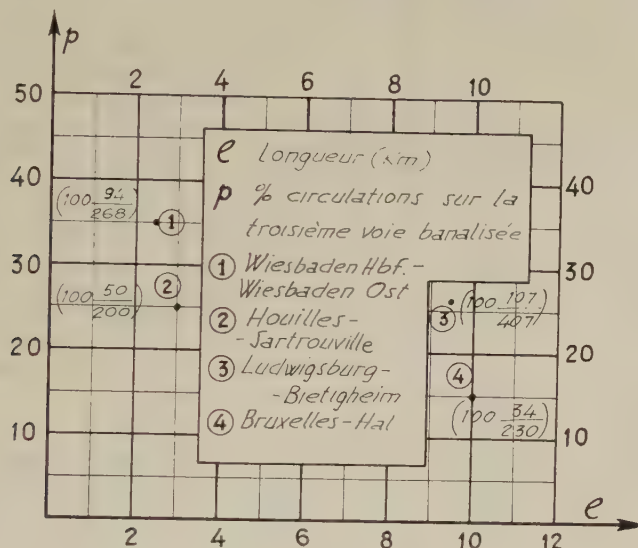 p
2 4 6 8 10
50
40
30
20
10
40
30
20
10
e longueur (km)
p % circulations sur la
troisième voie banalisée
① Wiesbaden Hbf.-
Wiesbaden Ost
② Houilles-
-Sartrouville
③ Ludwigsburg-
-Bietigheim
④ Bruxelles-Hal
(100 94/268) ①
②
(100 50/200)
③ (100 107/407)
④
(100 34/230)
2 4 6 8 10 12
e